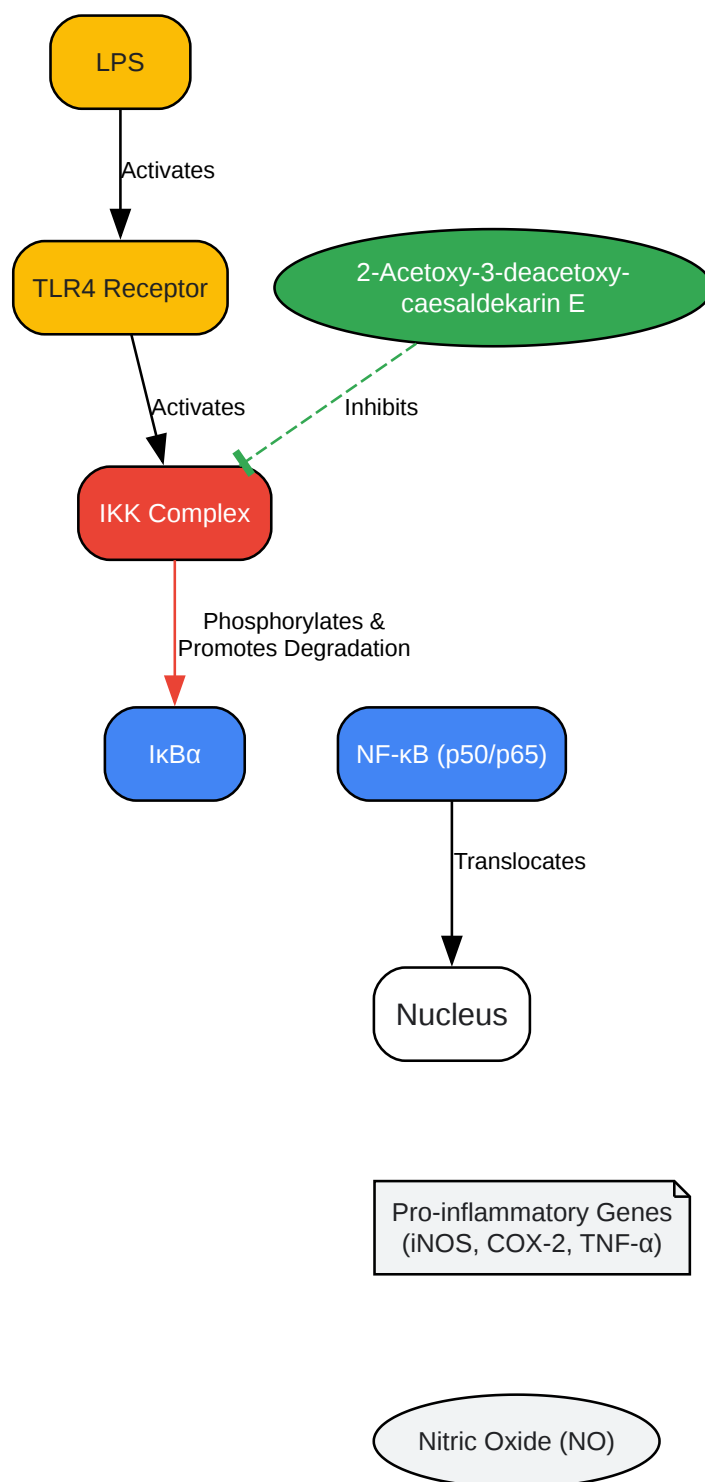 LPS
Activates
TLR4 Receptor
2-Acetoxy-3-deacetoxy-
caesaldekarin E
Activates
Inhibits
IKK Complex
Phosphorylates &
Promotes Degradation
IκBα
NF-κB (p50/p65)
Translocates
Nucleus
Pro-inflammatory Genes
(iNOS, COX-2, TNF-α)
Nitric Oxide (NO)